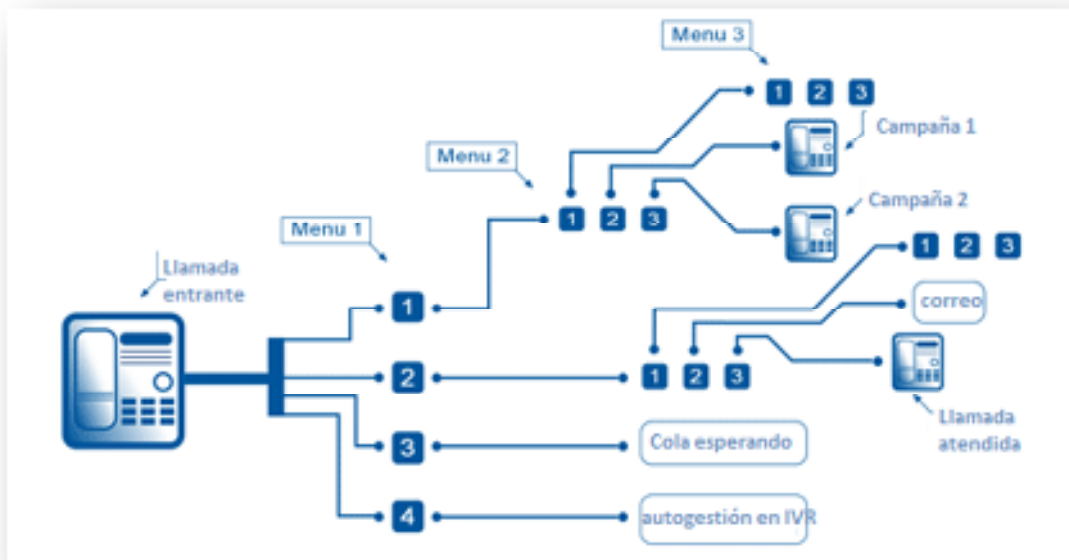 Menu 3
1 2 3
Campaña 1
Menu 2
1 2 3
Campaña 2
Menu 1
1 2 3
Llamada
entrante
1
correo
2
1 2 3
Llamada
atendida
3
Cola esperando
4
autogestión en IVR